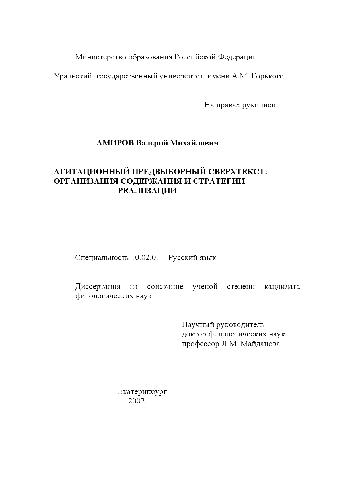 Министерство образования Российской Федерации
Уральский государственный университет имени А.М. Горького
На правах рукописи
АМИРОВ Валерий Михайлович
АГИТАЦИОННЫЙ ПРЕДВЫБОРНЫЙ СВЕРХТЕКСТ:
ОРГАНИЗАЦИЯ СОДЕРЖАНИЯ И СТРАТЕГИИ
РЕАЛИЗАЦИИ
Специальность 10.02.01 Русский язык
Диссертация на соискание ученой степени кандидата
филологических наук
Научный руководитель
доктор филологических наук
профессор Л.М. Майданова
Екатеринбург